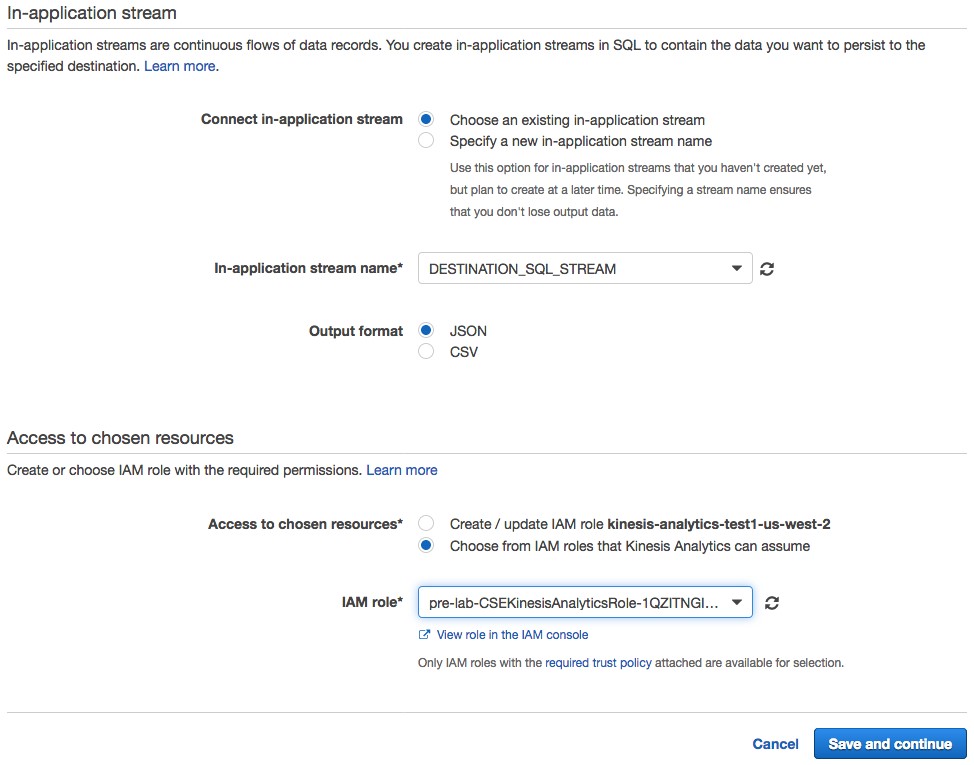 In-application stream
In-application streams are continuous flows of data records. You create in-application streams in SQL to contain the data you want to persist to the
specified destination. Learn more.
Connect in-application stream
Choose an existing in-application stream
Specify a new in-application stream name
Use this option for in-application streams that you haven't created yet,
but plan to create at a later time. Specifying a stream name ensures
that you don't lose output data.
In-application stream name*
DESTINATION_SQL_STREAM
Output format
JSON
CSV
Access to chosen resources
Create or choose IAM role with the required permissions. Learn more
Access to chosen resources*
Create / update IAM role kinesis-analytics-test1-us-west-2
Choose from IAM roles that Kinesis Analytics can assume
IAM role*
pre-lab-CSEKinesisAnalyticsRole-1QZITNGI...
View role in the IAM console
Only IAM roles with the required trust policy attached are available for selection.
Cancel
Save and continue